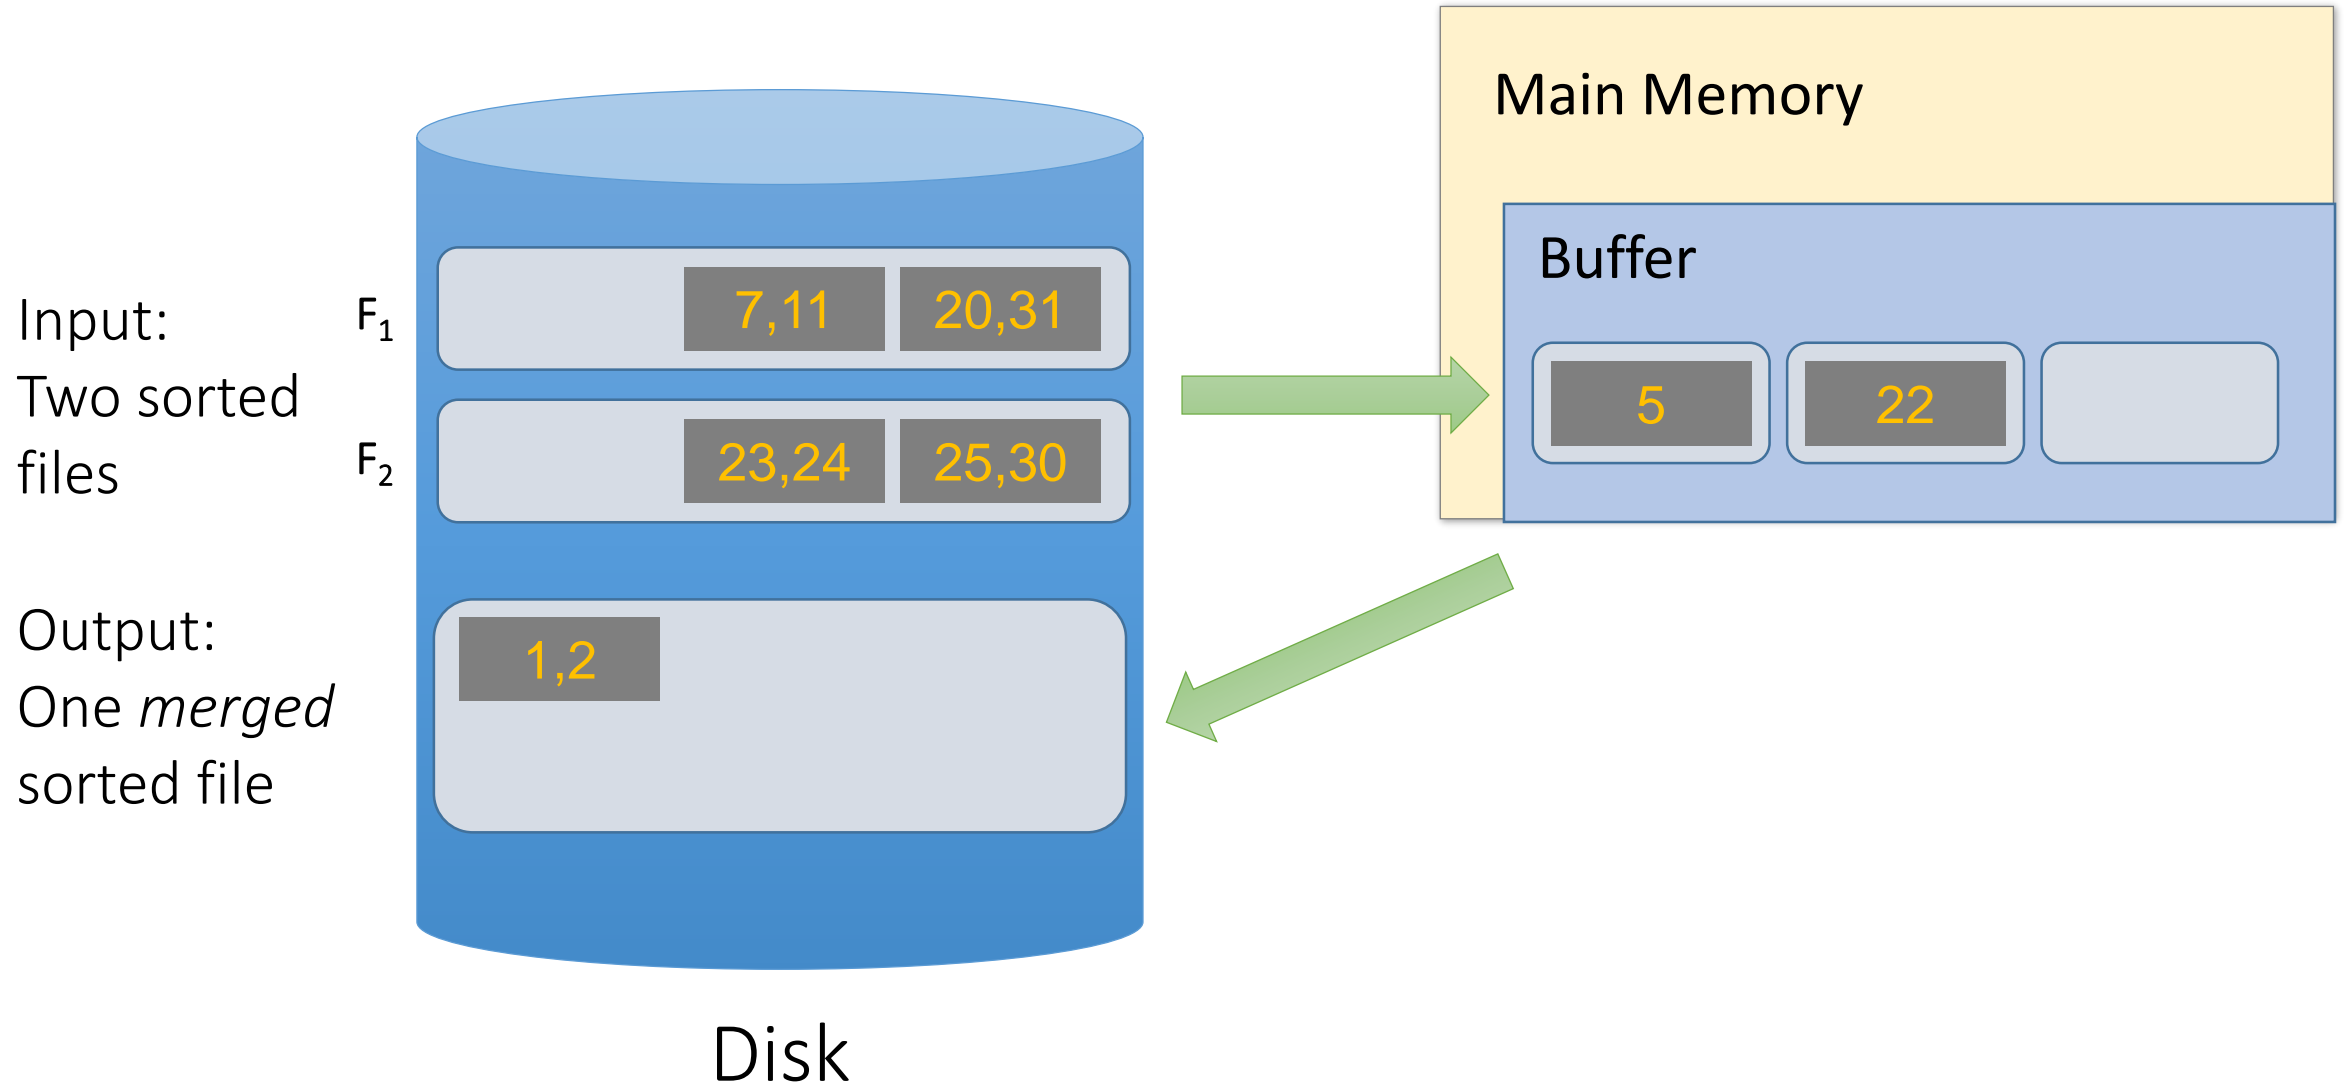 Main Memory
Buffer
Input:
Two sorted
files
F1
7,11 20,31
F2
23,24 25,30
5 22
Output:
One merged
sorted file
1,2
Disk